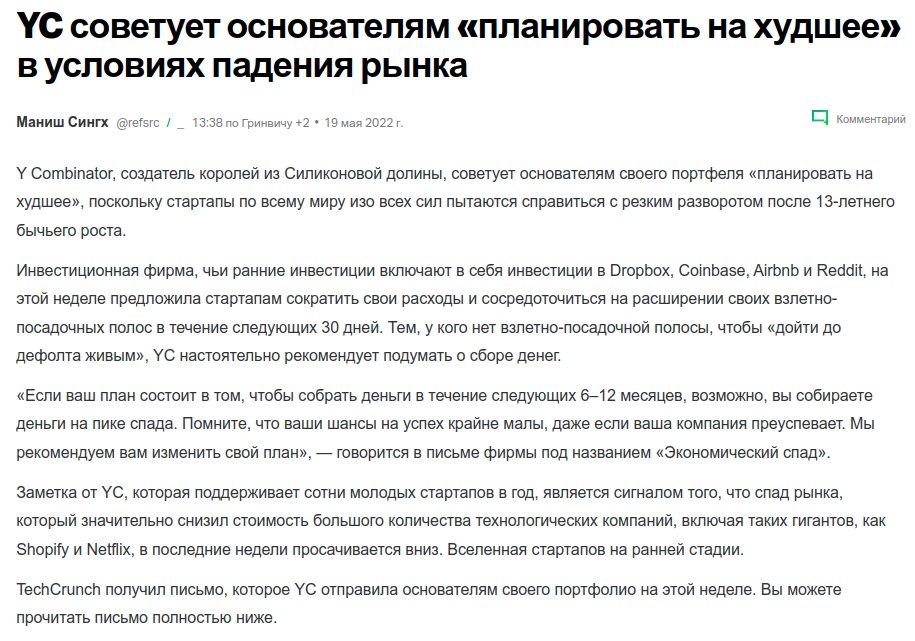 YC советует основателям «планировать на худшее»
в условиях падения рынка
Маниш Сингх @refsrc / _ 13:38 по Гринвичу +2 • 19 мая 2022 г.
Комментарий
Y Combinator, создатель королей из Силиконовой долины, советует основателям своего портфеля «планировать на
худшее», поскольку стартапы по всему миру изо всех сил пытаются справиться с резким разворотом после 13-летнего
бычьего роста.
Инвестиционная фирма, чьи ранние инвестиции включают в себя инвестиции в Dropbox, Coinbase, Airbnb и Reddit, на
этой неделе предложила стартапам сократить свои расходы и сосредоточиться на расширении своих взлетно-
посадочных полос в течение следующих 30 дней. Тем, у кого нет взлетно-посадочной полосы, чтобы «дойти до
дефолта живым», YC настоятельно рекомендует подумать о сборе денег.
«Если ваш план состоит в том, чтобы собрать деньги в течение следующих 6–12 месяцев, возможно, вы собираете
деньги на пике спада. Помните, что ваши шансы на успех крайне малы, даже если ваша компания преуспевает. Мы
рекомендуем вам изменить свой план», — говорится в письме фирмы под названием «Экономический спад».
Заметка от YC, которая поддерживает сотни молодых стартапов в год, является сигналом того, что спад рынка,
который значительно снизил стоимость большого количества технологических компаний, включая таких гигантов, как
Shopify и Netflix, в последние недели просачивается вниз. Вселенная стартапов на ранней стадии.
TechCrunch получил письмо, которое YC отправила основателям своего портфолио на этой неделе. Вы можете
прочитать письмо полностью ниже.